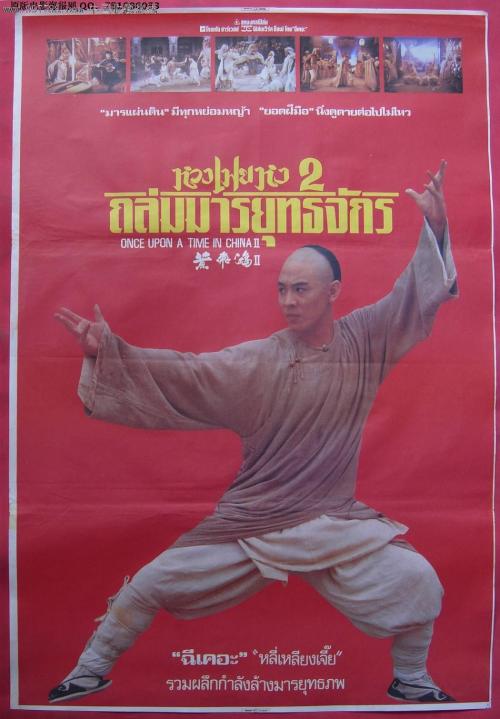 "มารแผ่นดิน" มีทุกหย่อมหญ้า "ยอดฝีมือ" นิ่งดูดายต่อไปไม่ไหว
หวงเฟยหง 2
ถล่มมารยุทธจักร
ONCE UPON A TIME IN CHINA II
黃飛鴻 II
"ฉีเคอะ" "หลี่เหลียงเจี๋ย"
รวมผลึกกำลังล้างมารยุทธภพ